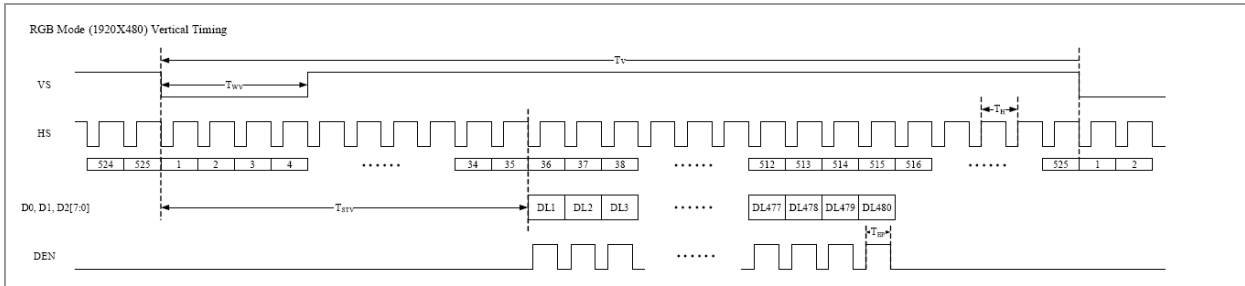 RGB Mode (1920X480) Vertical Timing
TV
VS
TWV
HS
TH
524 525 1 2 3 4 ······ 34 35 36 37 38 ······ 512 513 514 515 516 ······ 525 1 2
D0, D1, D2[7:0]
TSTV
DL1 DL2 DL3 ······ DL477 DL478 DL479 DL480
TEP
DEN
······